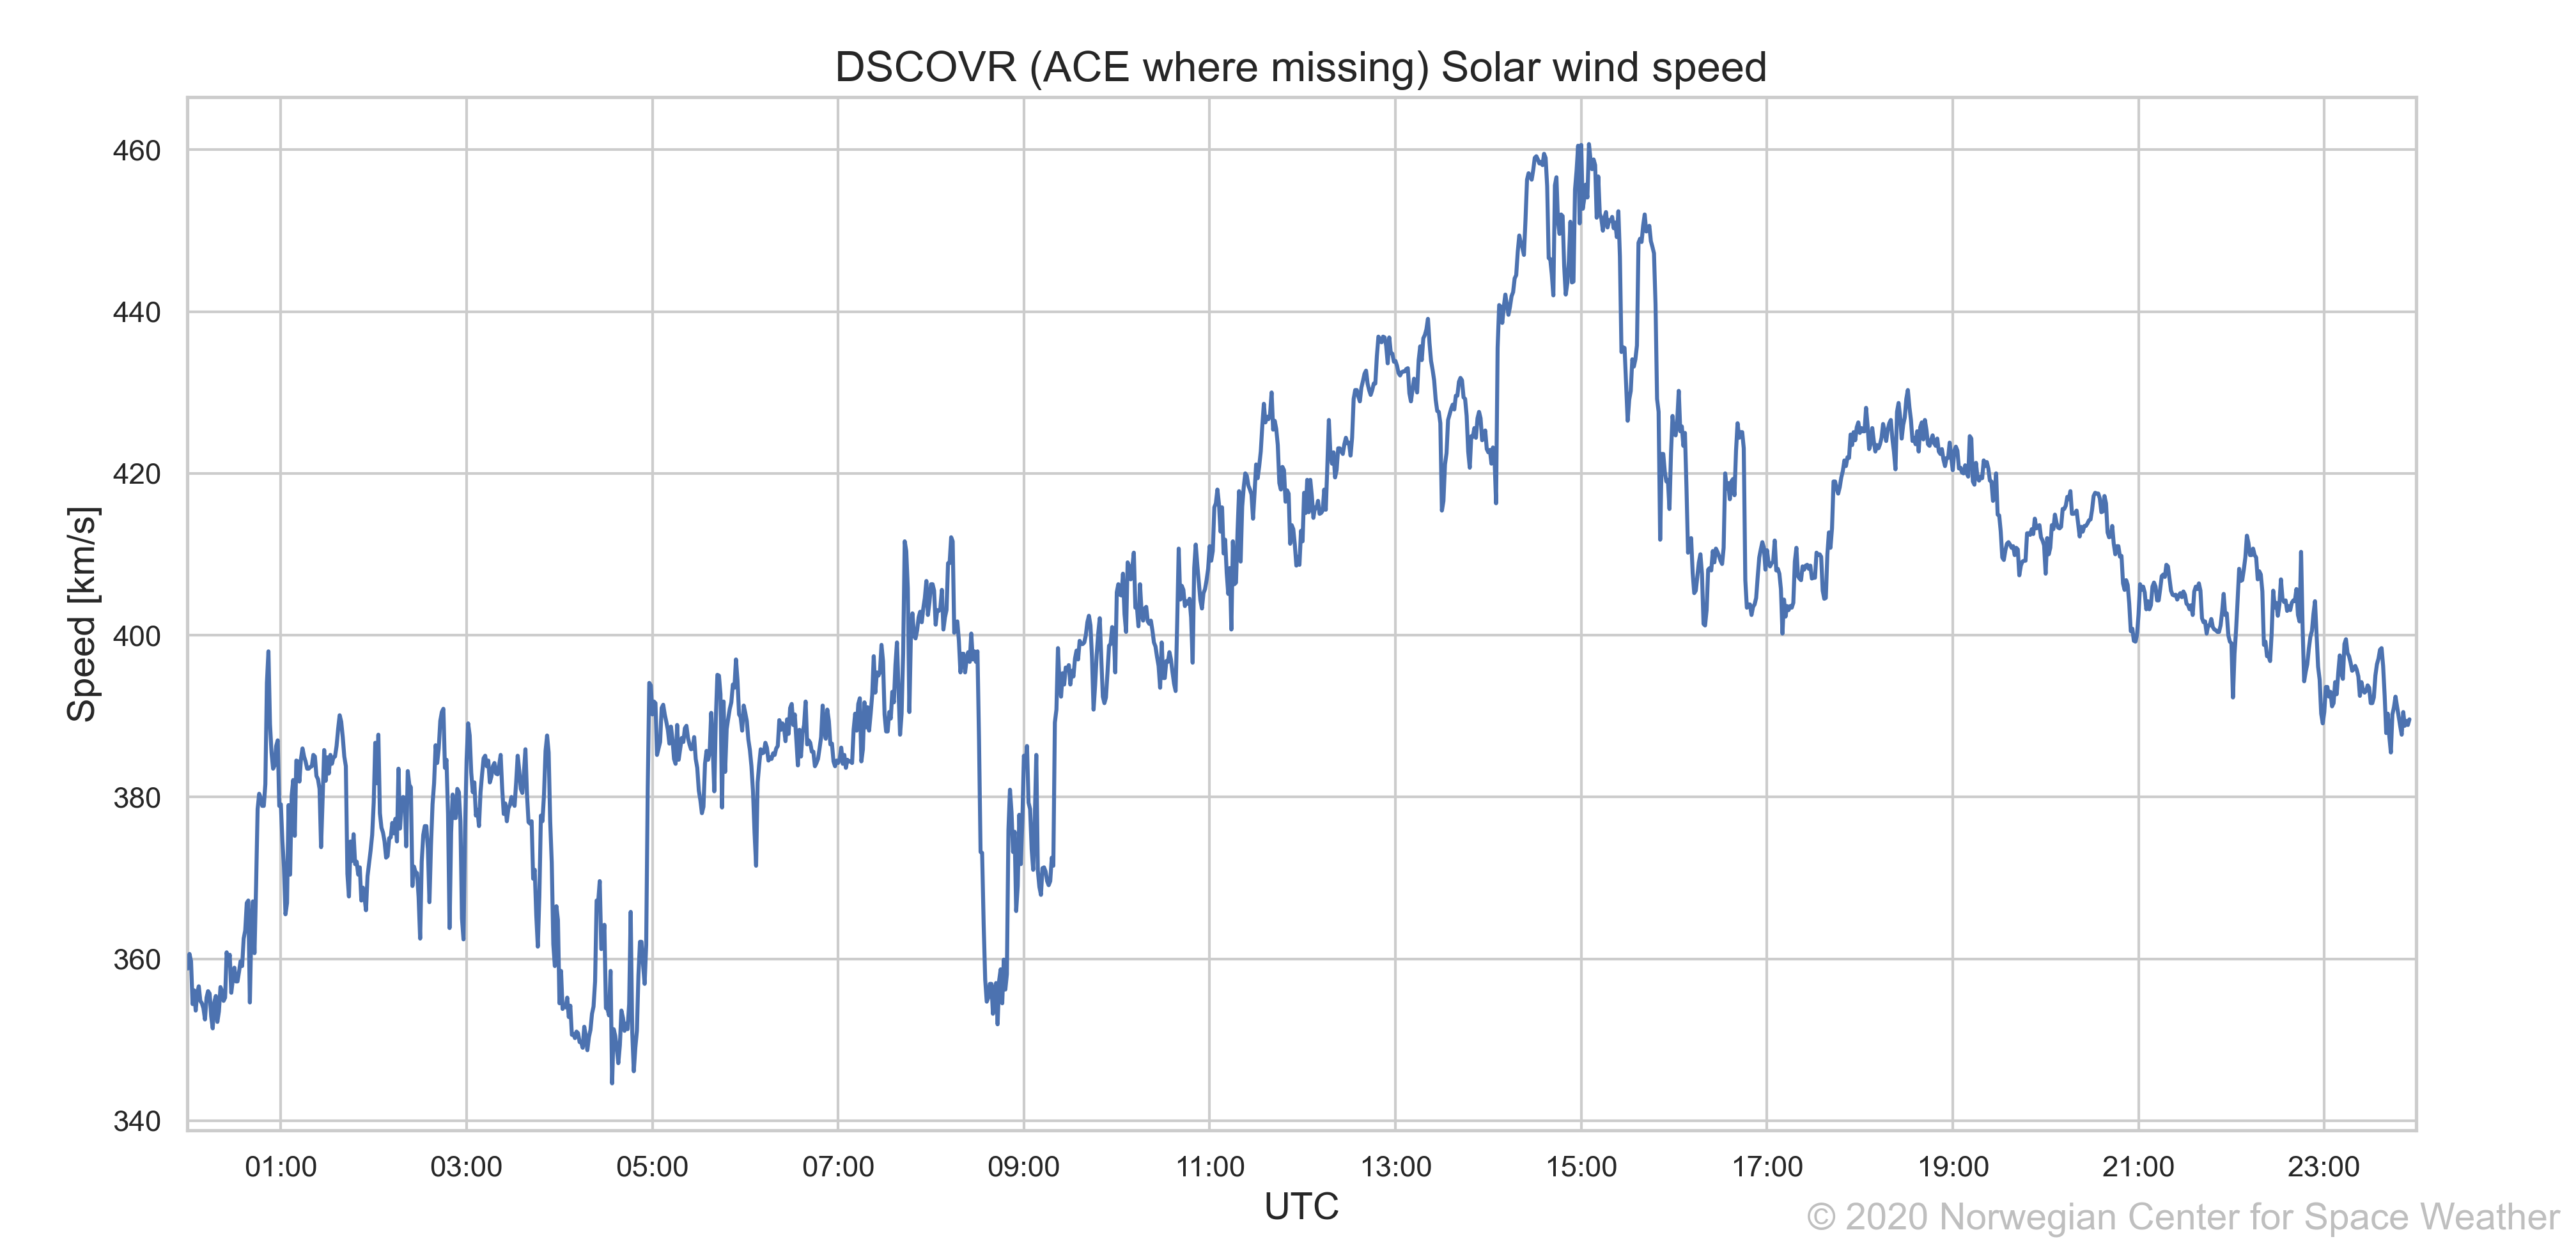 DSCOVR (ACE where missing) Solar wind speed
460
440
420
400
380
360
340
Speed [km/s]
01:00 03:00 05:00 07:00 09:00 11:00 13:00 15:00 17:00 19:00 21:00 23:00
UTC
© 2020 Norwegian Center for Space Weather